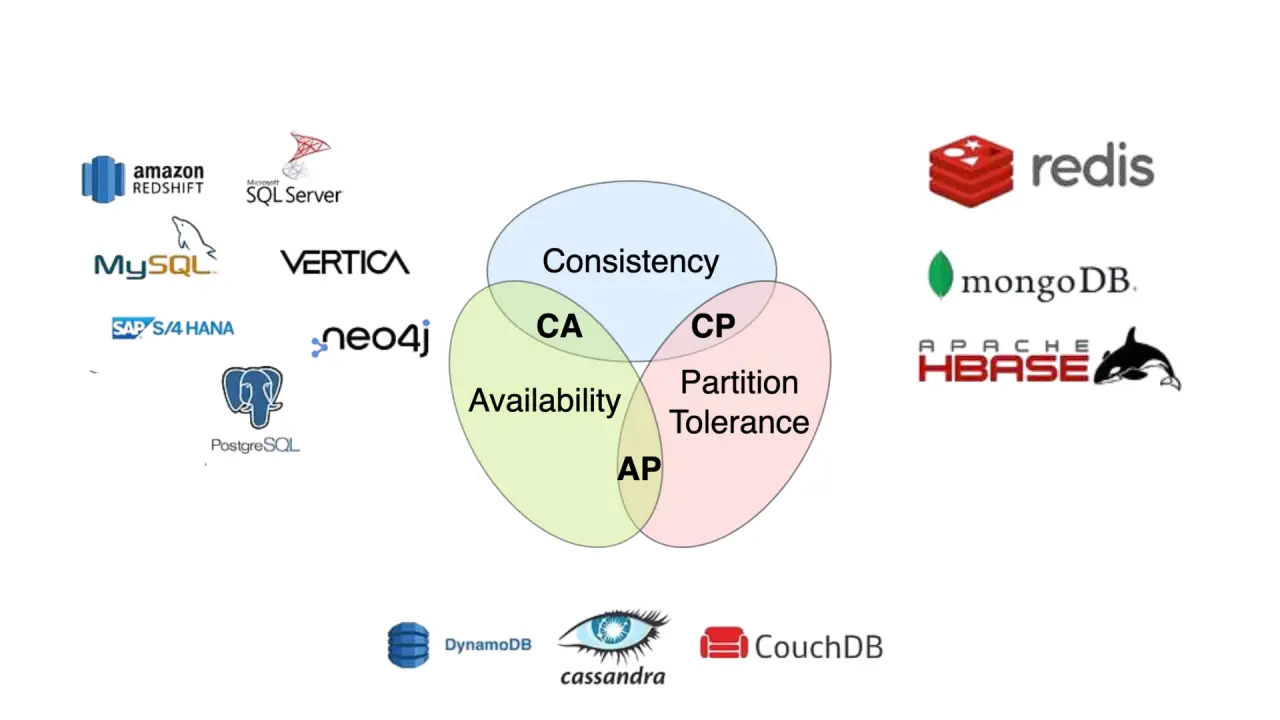 amazon
REDSHIFT
Microsoft
SQL Server
MySQL
VERTICA
SAP S/4 HANA
neo4j
PostgreSQL
Consistency
CA
CP
Availability
Partition
Tolerance
AP
redis
mongoDB
APACHE
HBASE
DynamoDB
cassandra
CouchDB